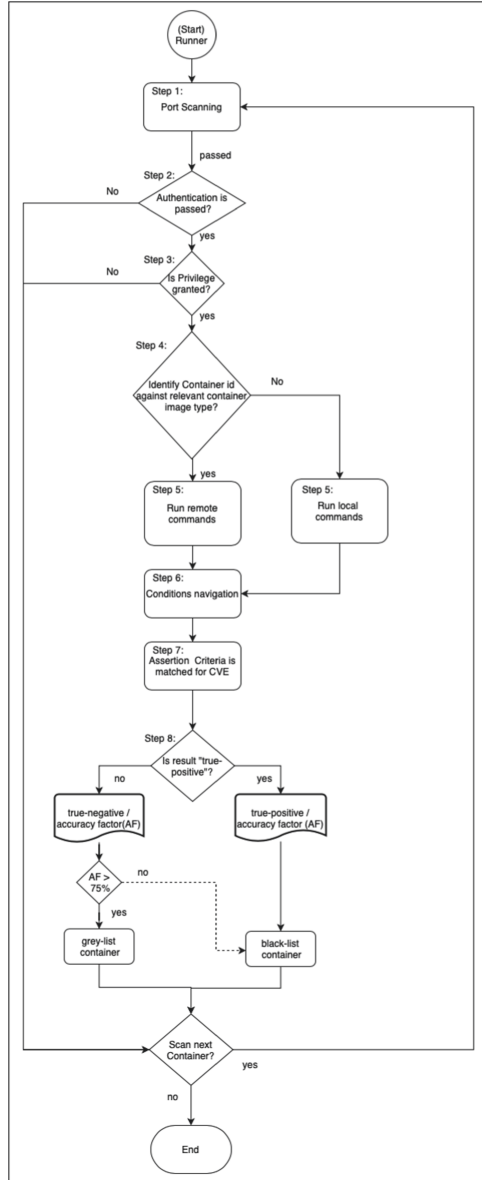 (Start)
Runner
Step 1:
Port Scanning
passed
Step 2:
No
Authentication is
passed?
yes
Step 3:
No
Is Privilege
granted?
yes
Step 4:
Identify Container id
against relevant container
image type?
No
yes
Step 5:
Run remote
commands
Step 5:
Run local
commands
Step 6:
Conditions navigation
Step 7:
Assertion Criteria is
matched for CVE
Step 8:
Is result "true-
positive"?
no
yes
true-negative /
accuracy factor(AF)
true-positive /
accuracy factor (AF)
AF >
75%
no
yes
grey-list
container
black-list
container
Scan next
Container?
yes
no
End